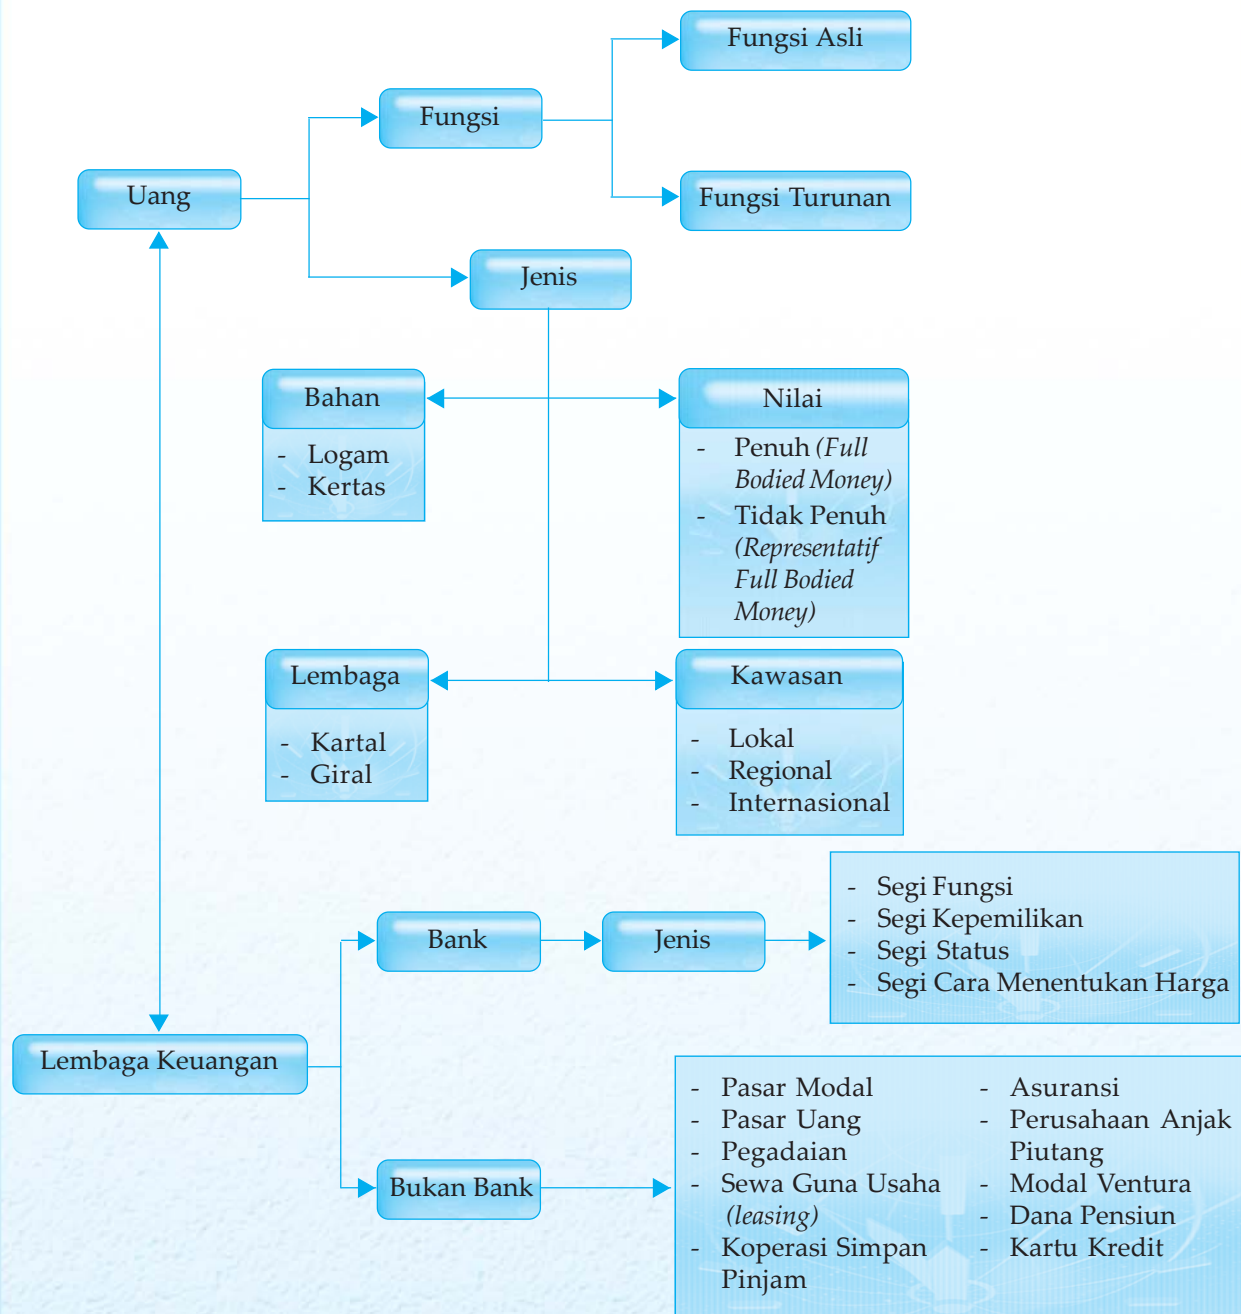 Fungsi Asli
Fungsi
Uang
Fungsi Turunan
Jenis
Bahan
- Logam
- Kertas
Nilai
- Penuh (Full
Bodied Money)
- Tidak Penuh
(Representatif
Full Bodied
Money)
Lembaga
- Kartal
- Giral
Kawasan
- Lokal
- Regional
- Internasional
Bank
Jenis
- Segi Fungsi
- Segi Kepemilikan
- Segi Status
- Segi Cara Menentukan Harga
Lembaga Keuangan
Bukan Bank
- Pasar Modal
- Pasar Uang
- Pegadaian
- Sewa Guna Usaha
(leasing)
- Koperasi Simpan
Pinjam
- Asuransi
- Perusahaan Anjak
Piutang
- Modal Ventura
- Dana Pensiun
- Kartu Kredit